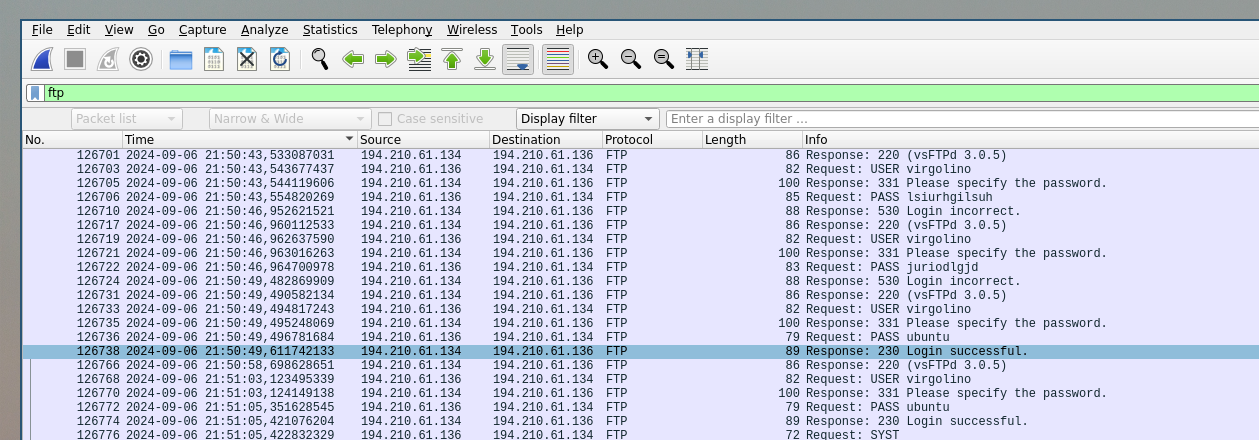 File Edit View Go Capture Analyze Statistics Telephony Wireless Tools Help
ftp
Packet list Narrow & Wide Case sensitive Display filter Enter a display filter ...
No. Time Source Destination Protocol Length Info
126701 2024-09-06 21:50:43,533087031 194.210.61.134 194.210.61.136 FTP 86 Response: 220 (vsFTPd 3.0.5)
126703 2024-09-06 21:50:43,543677437 194.210.61.136 194.210.61.134 FTP 82 Request: USER virgolino
126705 2024-09-06 21:50:43,544119606 194.210.61.134 194.210.61.136 FTP 100 Response: 331 Please specify the password.
126706 2024-09-06 21:50:43,554820269 194.210.61.136 194.210.61.134 FTP 85 Request: PASS lsiurhgilsuh
126710 2024-09-06 21:50:46,952621521 194.210.61.134 194.210.61.136 FTP 88 Response: 530 Login incorrect.
126717 2024-09-06 21:50:46,960112533 194.210.61.134 194.210.61.136 FTP 86 Response: 220 (vsFTPd 3.0.5)
126719 2024-09-06 21:50:46,962637590 194.210.61.136 194.210.61.134 FTP 82 Request: USER virgolino
126721 2024-09-06 21:50:46,963016263 194.210.61.134 194.210.61.136 FTP 100 Response: 331 Please specify the password.
126722 2024-09-06 21:50:46,964700978 194.210.61.136 194.210.61.134 FTP 83 Request: PASS juriodlgjd
126724 2024-09-06 21:50:49,482869909 194.210.61.134 194.210.61.136 FTP 88 Response: 530 Login incorrect.
126731 2024-09-06 21:50:49,490582134 194.210.61.134 194.210.61.136 FTP 86 Response: 220 (vsFTPd 3.0.5)
126733 2024-09-06 21:50:49,494817243 194.210.61.136 194.210.61.134 FTP 82 Request: USER virgolino
126735 2024-09-06 21:50:49,495248069 194.210.61.134 194.210.61.136 FTP 100 Response: 331 Please specify the password.
126736 2024-09-06 21:50:49,496781684 194.210.61.136 194.210.61.134 FTP 79 Request: PASS ubuntu
126738 2024-09-06 21:50:49,611742133 194.210.61.134 194.210.61.136 FTP 89 Response: 230 Login successful.
126766 2024-09-06 21:50:58,698628651 194.210.61.134 194.210.61.136 FTP 86 Response: 220 (vsFTPd 3.0.5)
126768 2024-09-06 21:51:03,123495339 194.210.61.136 194.210.61.134 FTP 82 Request: USER virgolino
126770 2024-09-06 21:51:03,124149138 194.210.61.134 194.210.61.136 FTP 100 Response: 331 Please specify the password.
126772 2024-09-06 21:51:05,351628545 194.210.61.136 194.210.61.134 FTP 79 Request: PASS ubuntu
126774 2024-09-06 21:51:05,421076204 194.210.61.134 194.210.61.136 FTP 89 Response: 230 Login successful.
126776 2024-09-06 21:51:05,422832329 194.210.61.136 194.210.61.134 FTP 72 Request: SYST